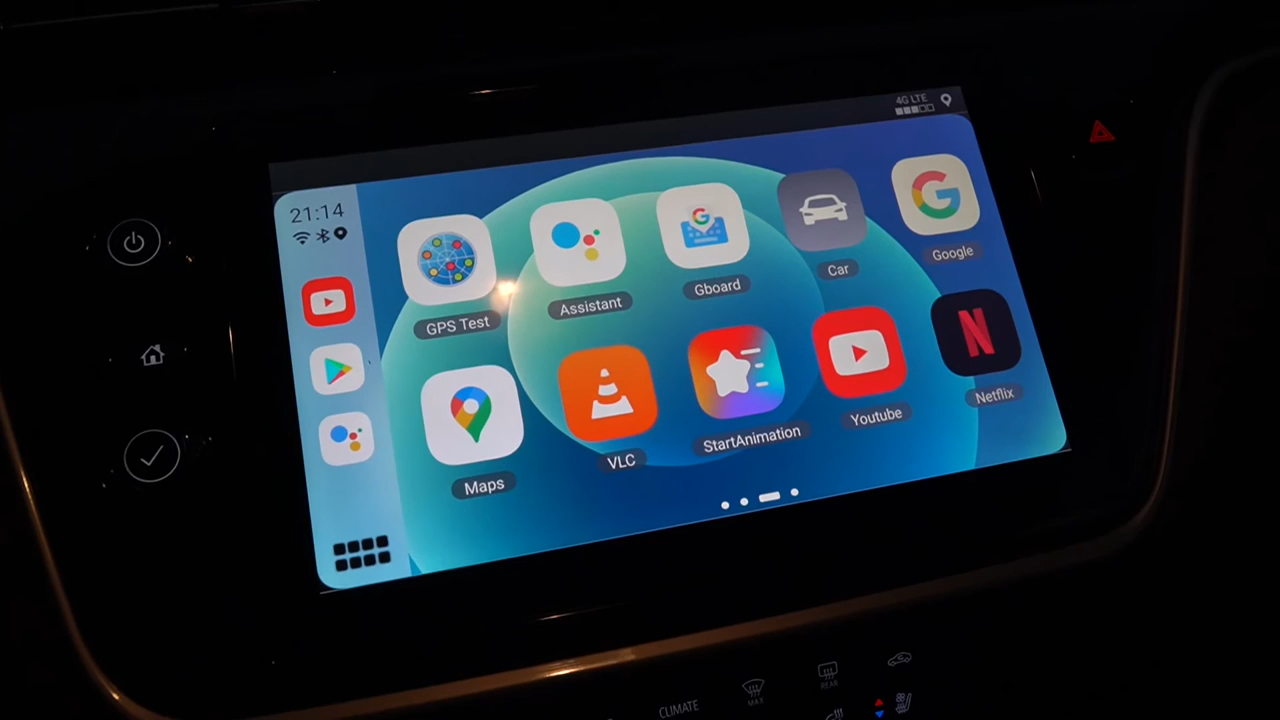 4G LTE
21:14
GPS Test
Assistant
Gboard
Car
Google
Maps
VLC
StartAnimation
Youtube
Netflix
CLIMATE
MAX
REAR